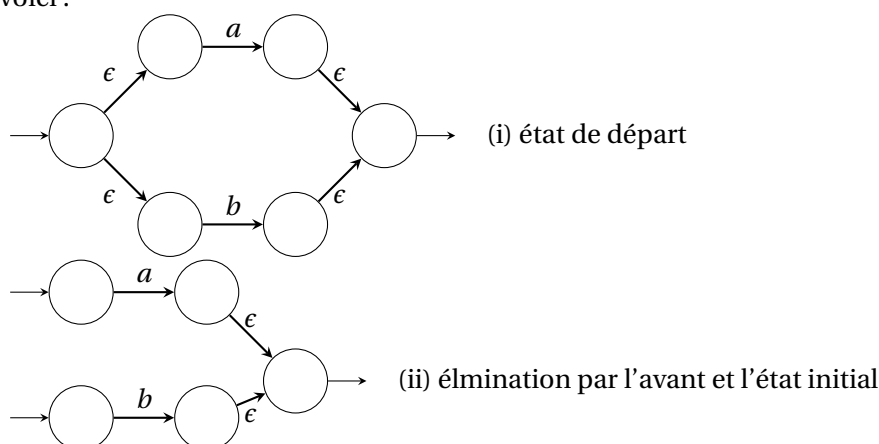 voici :
a
ϵ ϵ
(i) état de départ
ϵ ϵ
b
a
ϵ
(ii) élmination par l'avant et l'état initial
b
ϵ